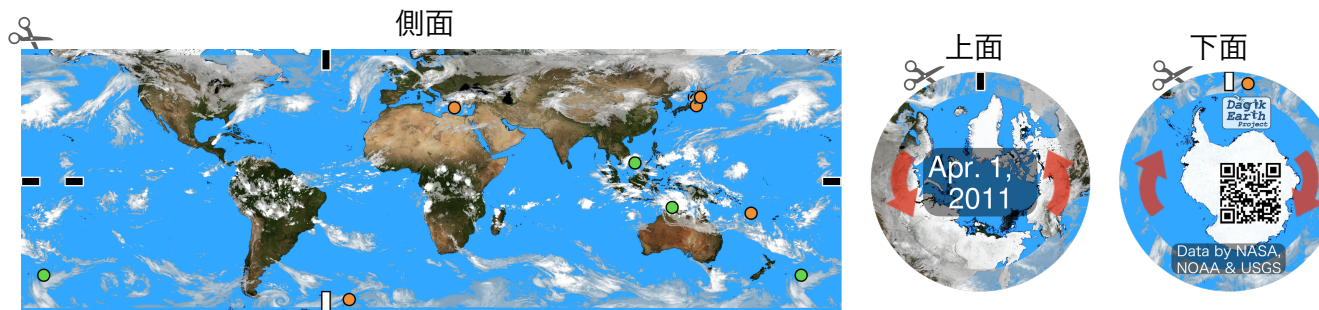 側面
上面
下面
Apr. 1,
2011
Dagik
Earth
Project
Data by NASA,
NOAA & USGS